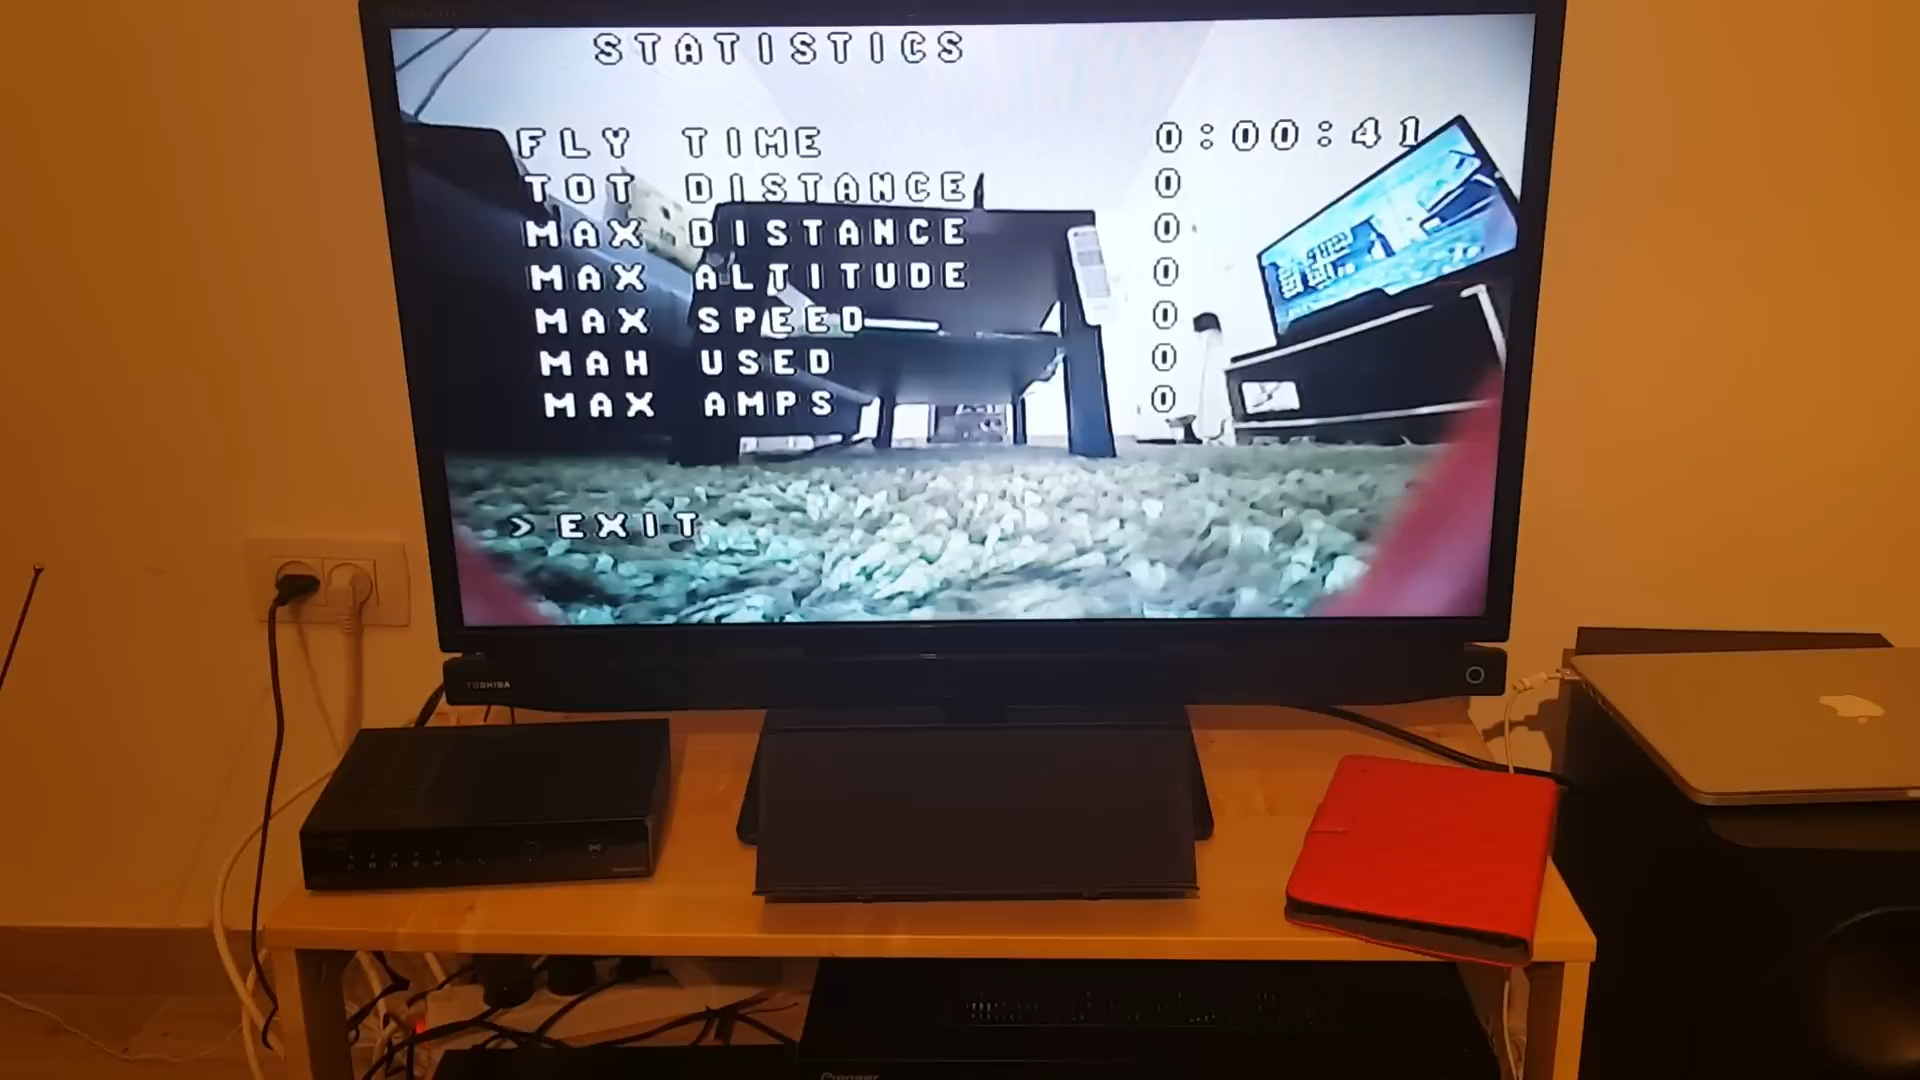 STATISTICS
FLY TIME 0:00:41
TOT DISTANCE 0
MAX DISTANCE 0
MAX ALTITUDE 0
MAX SPEED 0
MAH USED 0
MAX AMPS 0
> EXIT
TOSHIBA
Pioneer